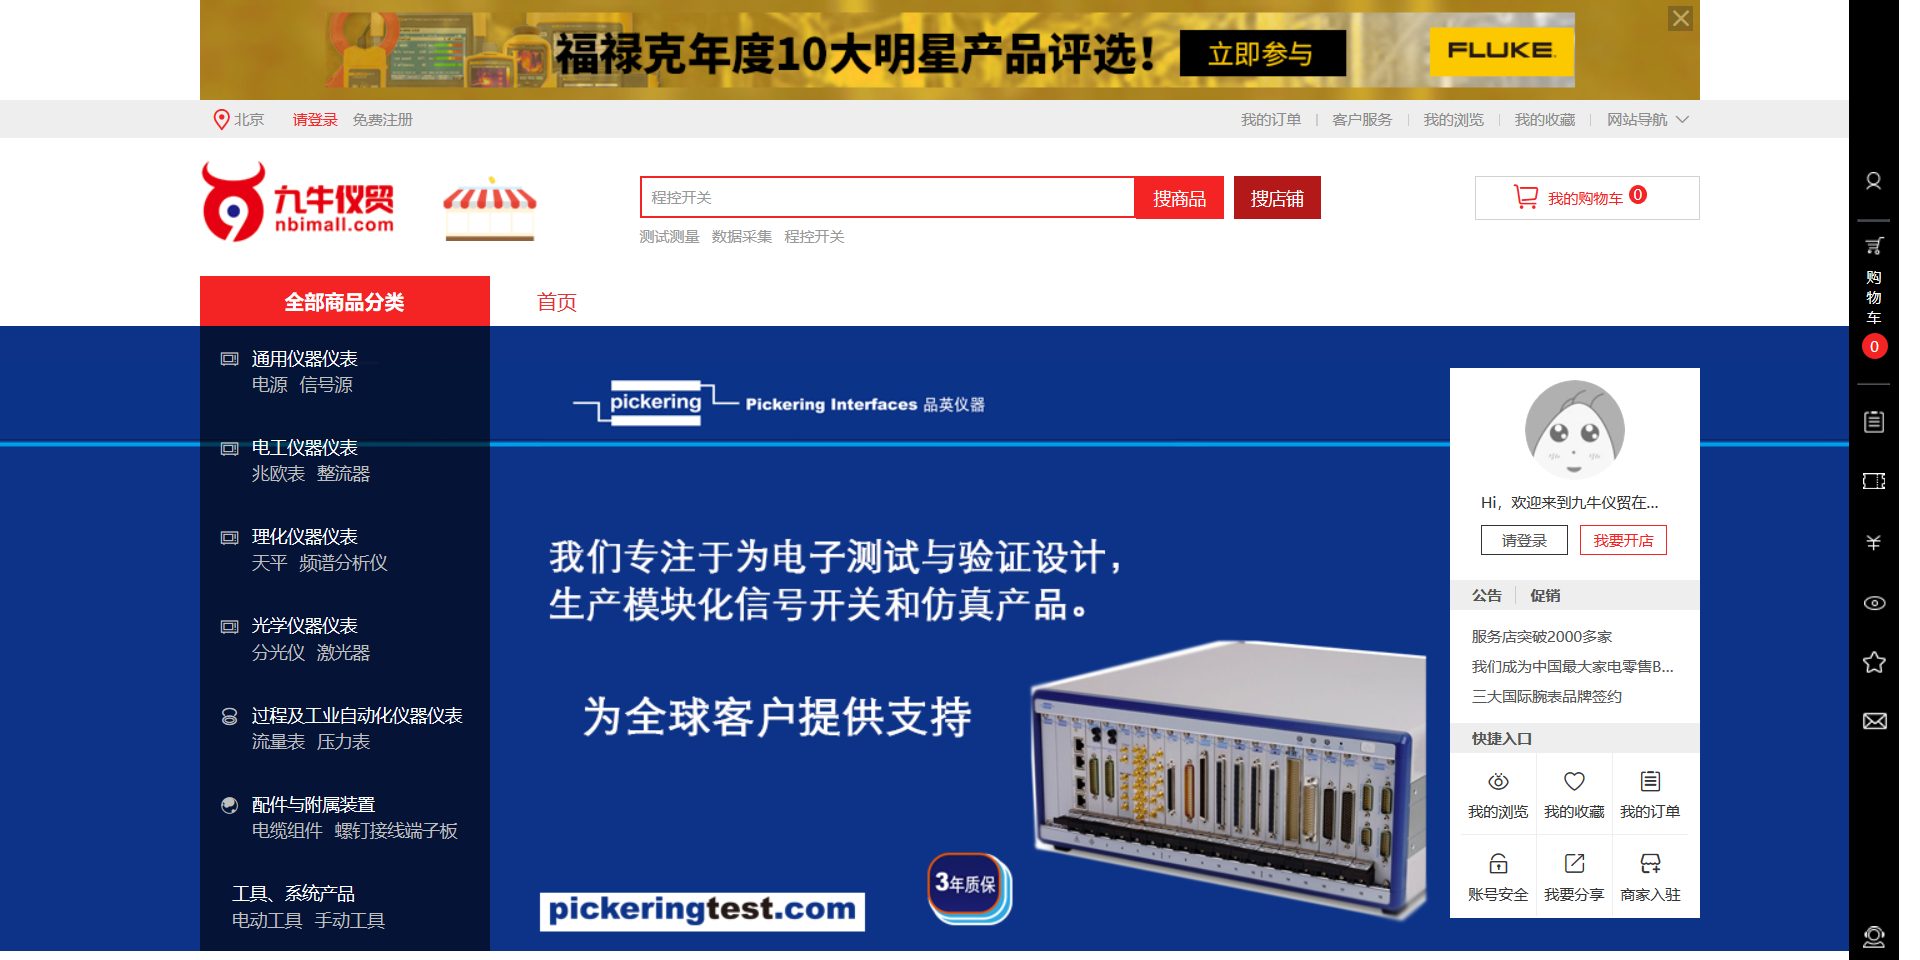 福禄克年度10大明星产品评选！ 立即参与 FLUKE
北京 请登录 免费注册 我的订单 客户服务 我的浏览 我的收藏 网站导航
九牛仪贸
nbimall.com
程控开关 搜商品 搜店铺 我的购物车 0
测试测量 数据采集 程控开关
全部商品分类 首页
通用仪器仪表
电源 信号源
电工仪器仪表
兆欧表 整流器
理化仪器仪表
天平 频谱分析仪
光学仪器仪表
分光仪 激光器
过程及工业自动化仪器仪表
流量表 压力表
配件与附属装置
电缆组件 螺钉接线端子板
工具、系统产品
电动工具 手动工具
pickering Pickering Interfaces 品英仪器
我们专注于为电子测试与验证设计，
生产模块化信号开关和仿真产品。
为全球客户提供支持
3年质保
pickeringtest.com
Hi，欢迎来到九牛仪贸在...
请登录 我要开店
公告 促销
服务店突破2000多家
我们成为中国最大家电零售B...
三大国际腕表品牌签约
快捷入口
我的浏览 我的收藏 我的订单
账号安全 我要分享 商家入驻
购
物
车
0